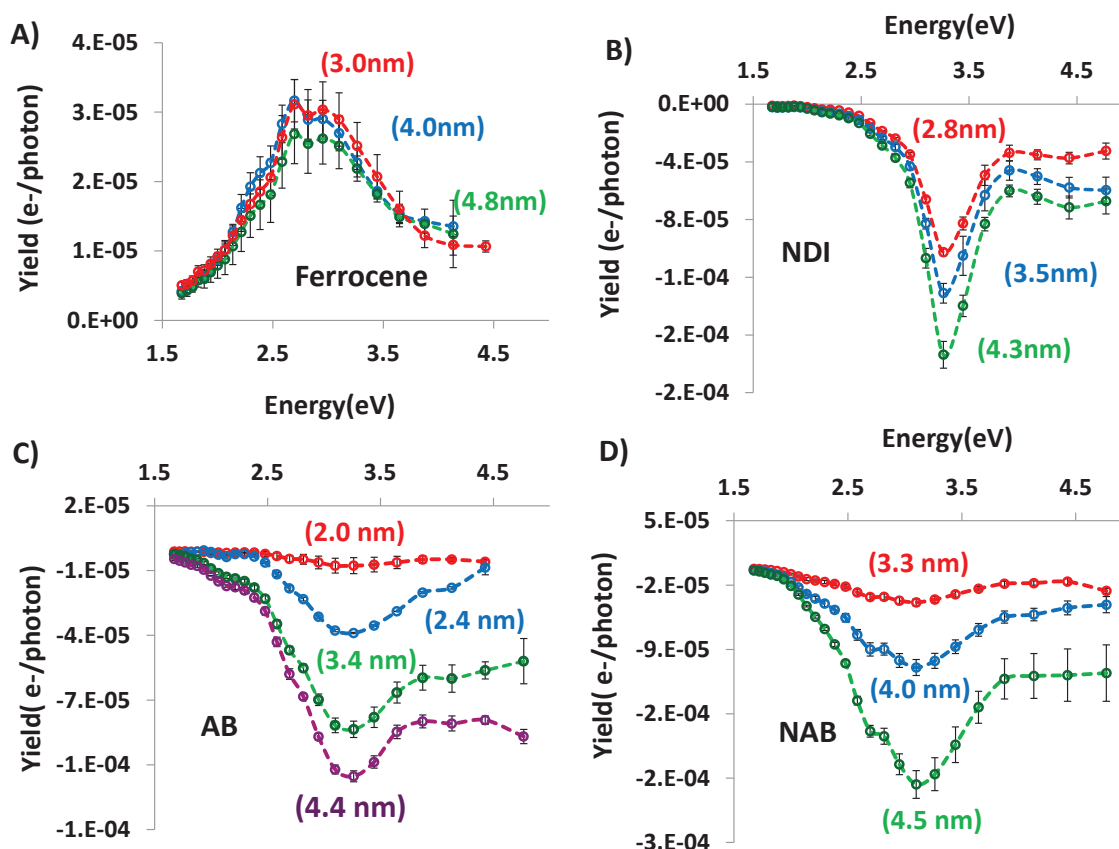 A)
4.E-05
3.E-05
2.E-05
1.E-05
0.E+00
Yield (e-/photon)
(3.0nm)
(4.0nm)
(4.8nm)
Ferrocene
1.5 2.5 3.5 4.5
Energy(eV)
B)
Energy(eV)
1.5 2.5 3.5 4.5
0.E+00
-4.E-05
-8.E-05
-1.E-04
-2.E-04
-2.E-04
Yield (e-/photon)
(2.8nm)
(3.5nm)
(4.3nm)
NDI
C)
1.5 2.5 3.5 4.5
2.E-05
-1.E-05
-4.E-05
-7.E-05
-1.E-04
-1.E-04
Yield( e-/photon)
(2.0 nm)
(2.4 nm)
(3.4 nm)
AB
(4.4 nm)
D)
Energy(eV)
1.5 2.5 3.5 4.5
5.E-05
-2.E-05
-9.E-05
-2.E-04
-2.E-04
-3.E-04
Yield( e-/photon)
(3.3 nm)
(4.0 nm)
NAB
(4.5 nm)